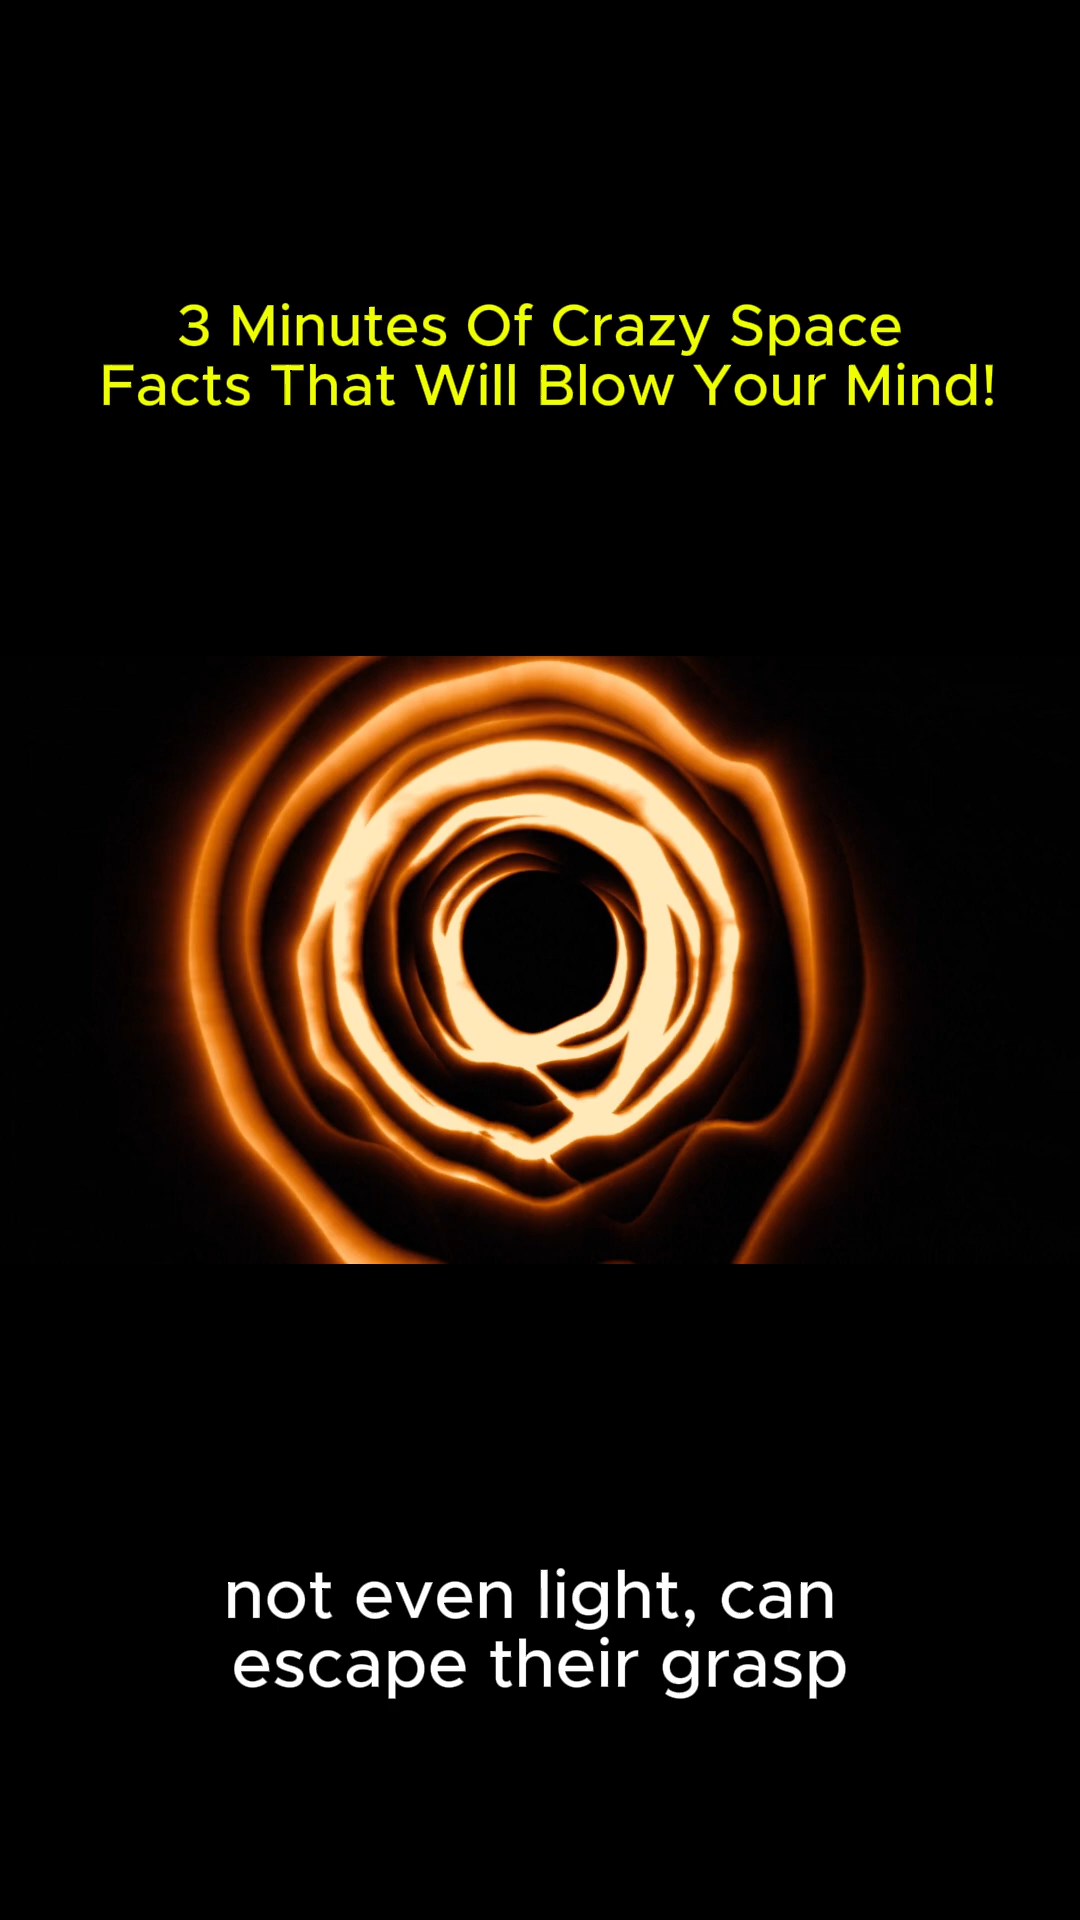 3 Minutes Of Crazy Space
Facts That Will Blow Your Mind!
not even light, can
escape their grasp